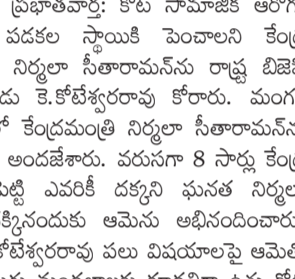 ప్రభాతవార్త: కోట సామాజిక ఆరోగ
పడకల స్థాయికి పెంచాలని కేంద్ర
నిర్మలా సీతారామన్‌ను రాష్ట్ర బిజె
డు కె.కోటేశ్వరరావు కోరారు. మంగ
లో కేంద్రమంత్రి నిర్మలా సీతారామన్‌న
అందజేశారు. వరుసగా 8 సార్లు కేంద్ర
పెట్టి ఎవరికీ దక్కని ఘనత నిర్మల
క్కినందుకు ఆమెను అభినందించారు
కోటేశ్వరరావు పలు విషయాలపై ఆమెత